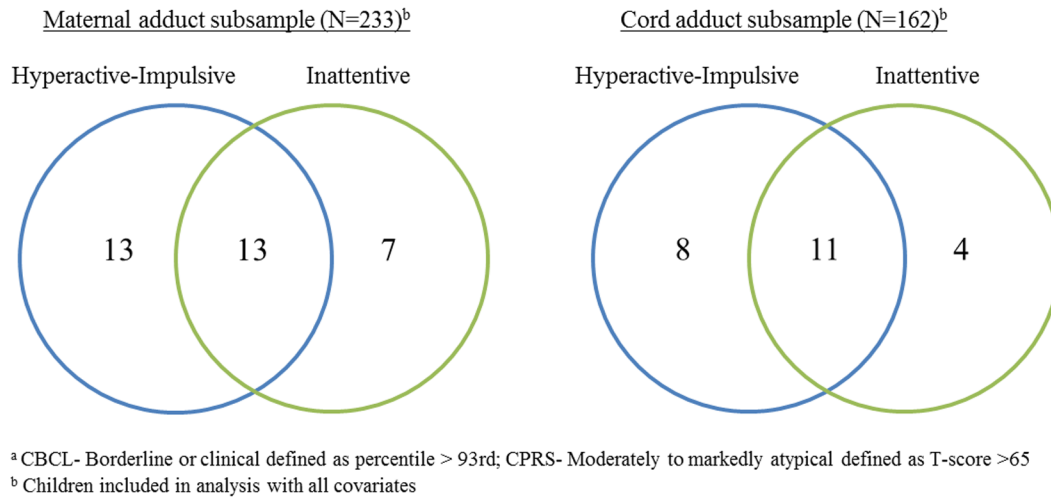 Maternal adduct subsample (N=233)ᵇ
Cord adduct subsample (N=162)ᵇ
Hyperactive-Impulsive
Inattentive
Hyperactive-Impulsive
Inattentive
13
13
7
8
11
4
ᵃ CBCL- Borderline or clinical defined as percentile > 93rd; CPRS- Moderately to markedly atypical defined as T-score >65
ᵇ Children included in analysis with all covariates